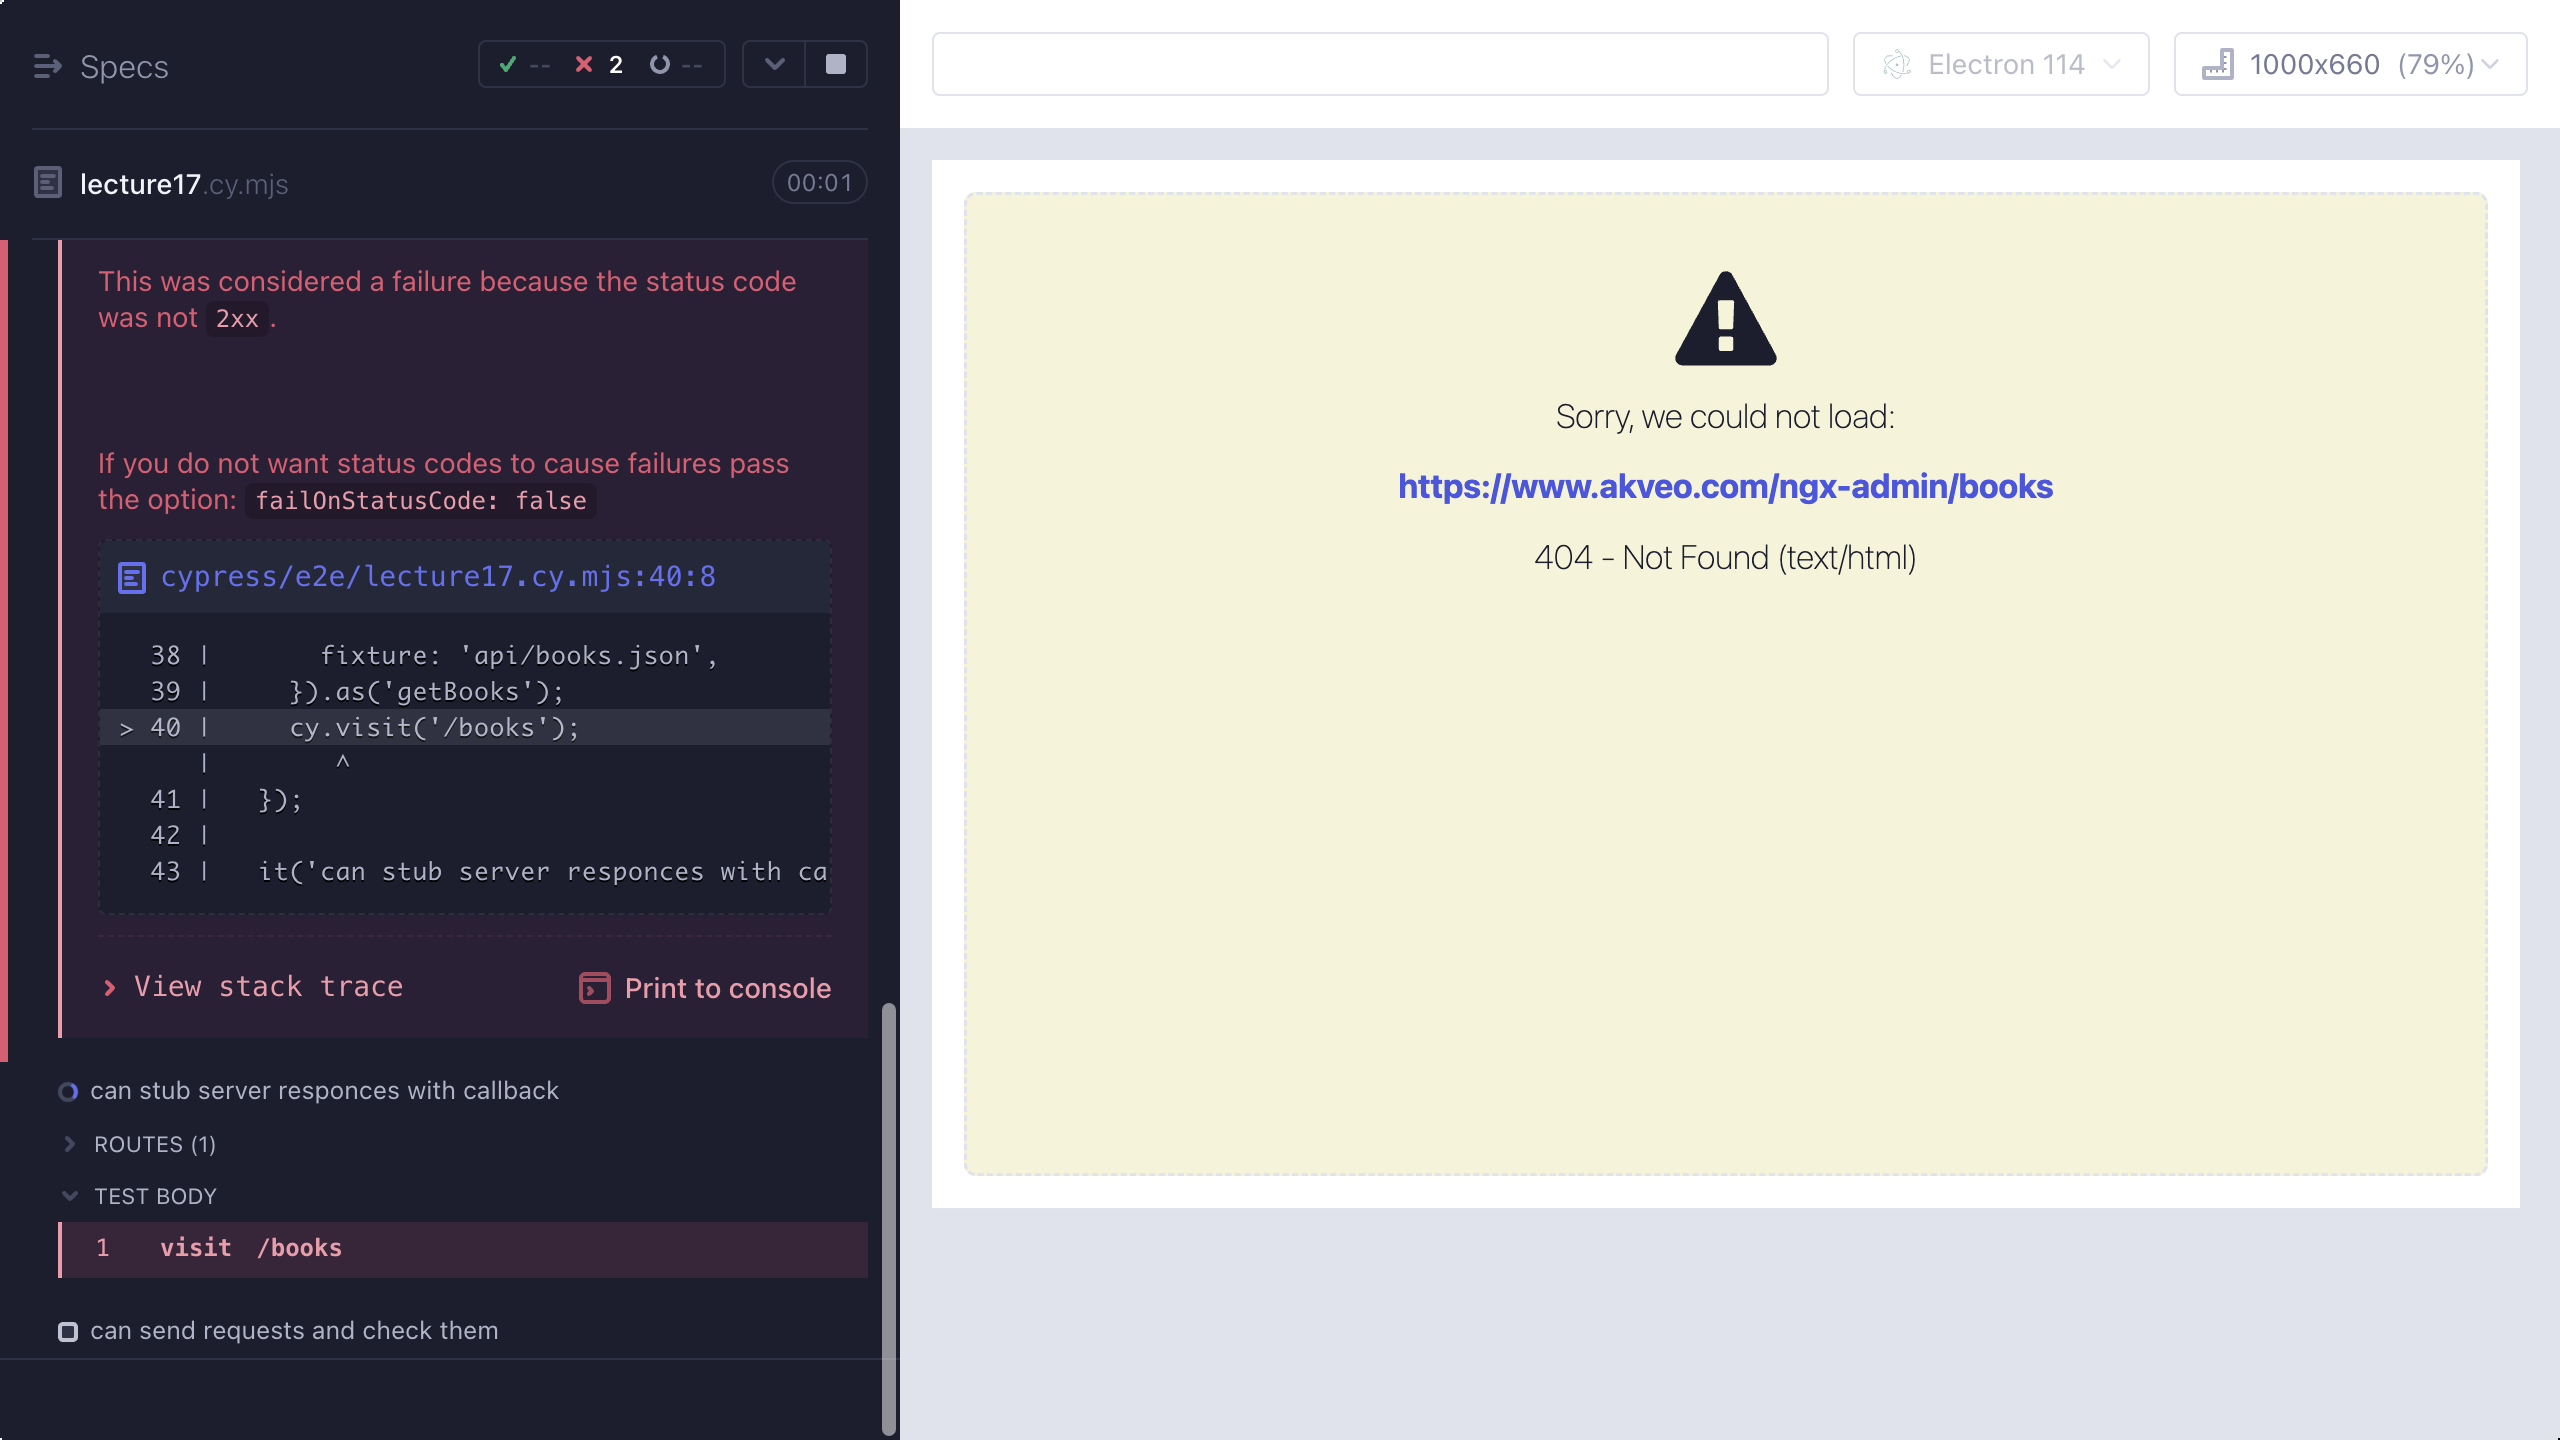 Specs
-- 2 --
lecture17.cy.mjs
00:01
This was considered a failure because the status code
was not 2xx .
If you do not want status codes to cause failures pass
the option: failOnStatusCode: false
cypress/e2e/lecture17.cy.mjs:40:8
38 |       fixture: 'api/books.json',
39 |     }).as('getBooks');
> 40 |     cy.visit('/books');
|        ^
41 |   });
42 |
43 |   it('can stub server responces with ca
View stack trace
Print to console
can stub server responces with callback
ROUTES (1)
TEST BODY
1 visit /books
can send requests and check them
Electron 114
1000x660 (79%)
Sorry, we could not load:
https://www.akveo.com/ngx-admin/books
404 - Not Found (text/html)